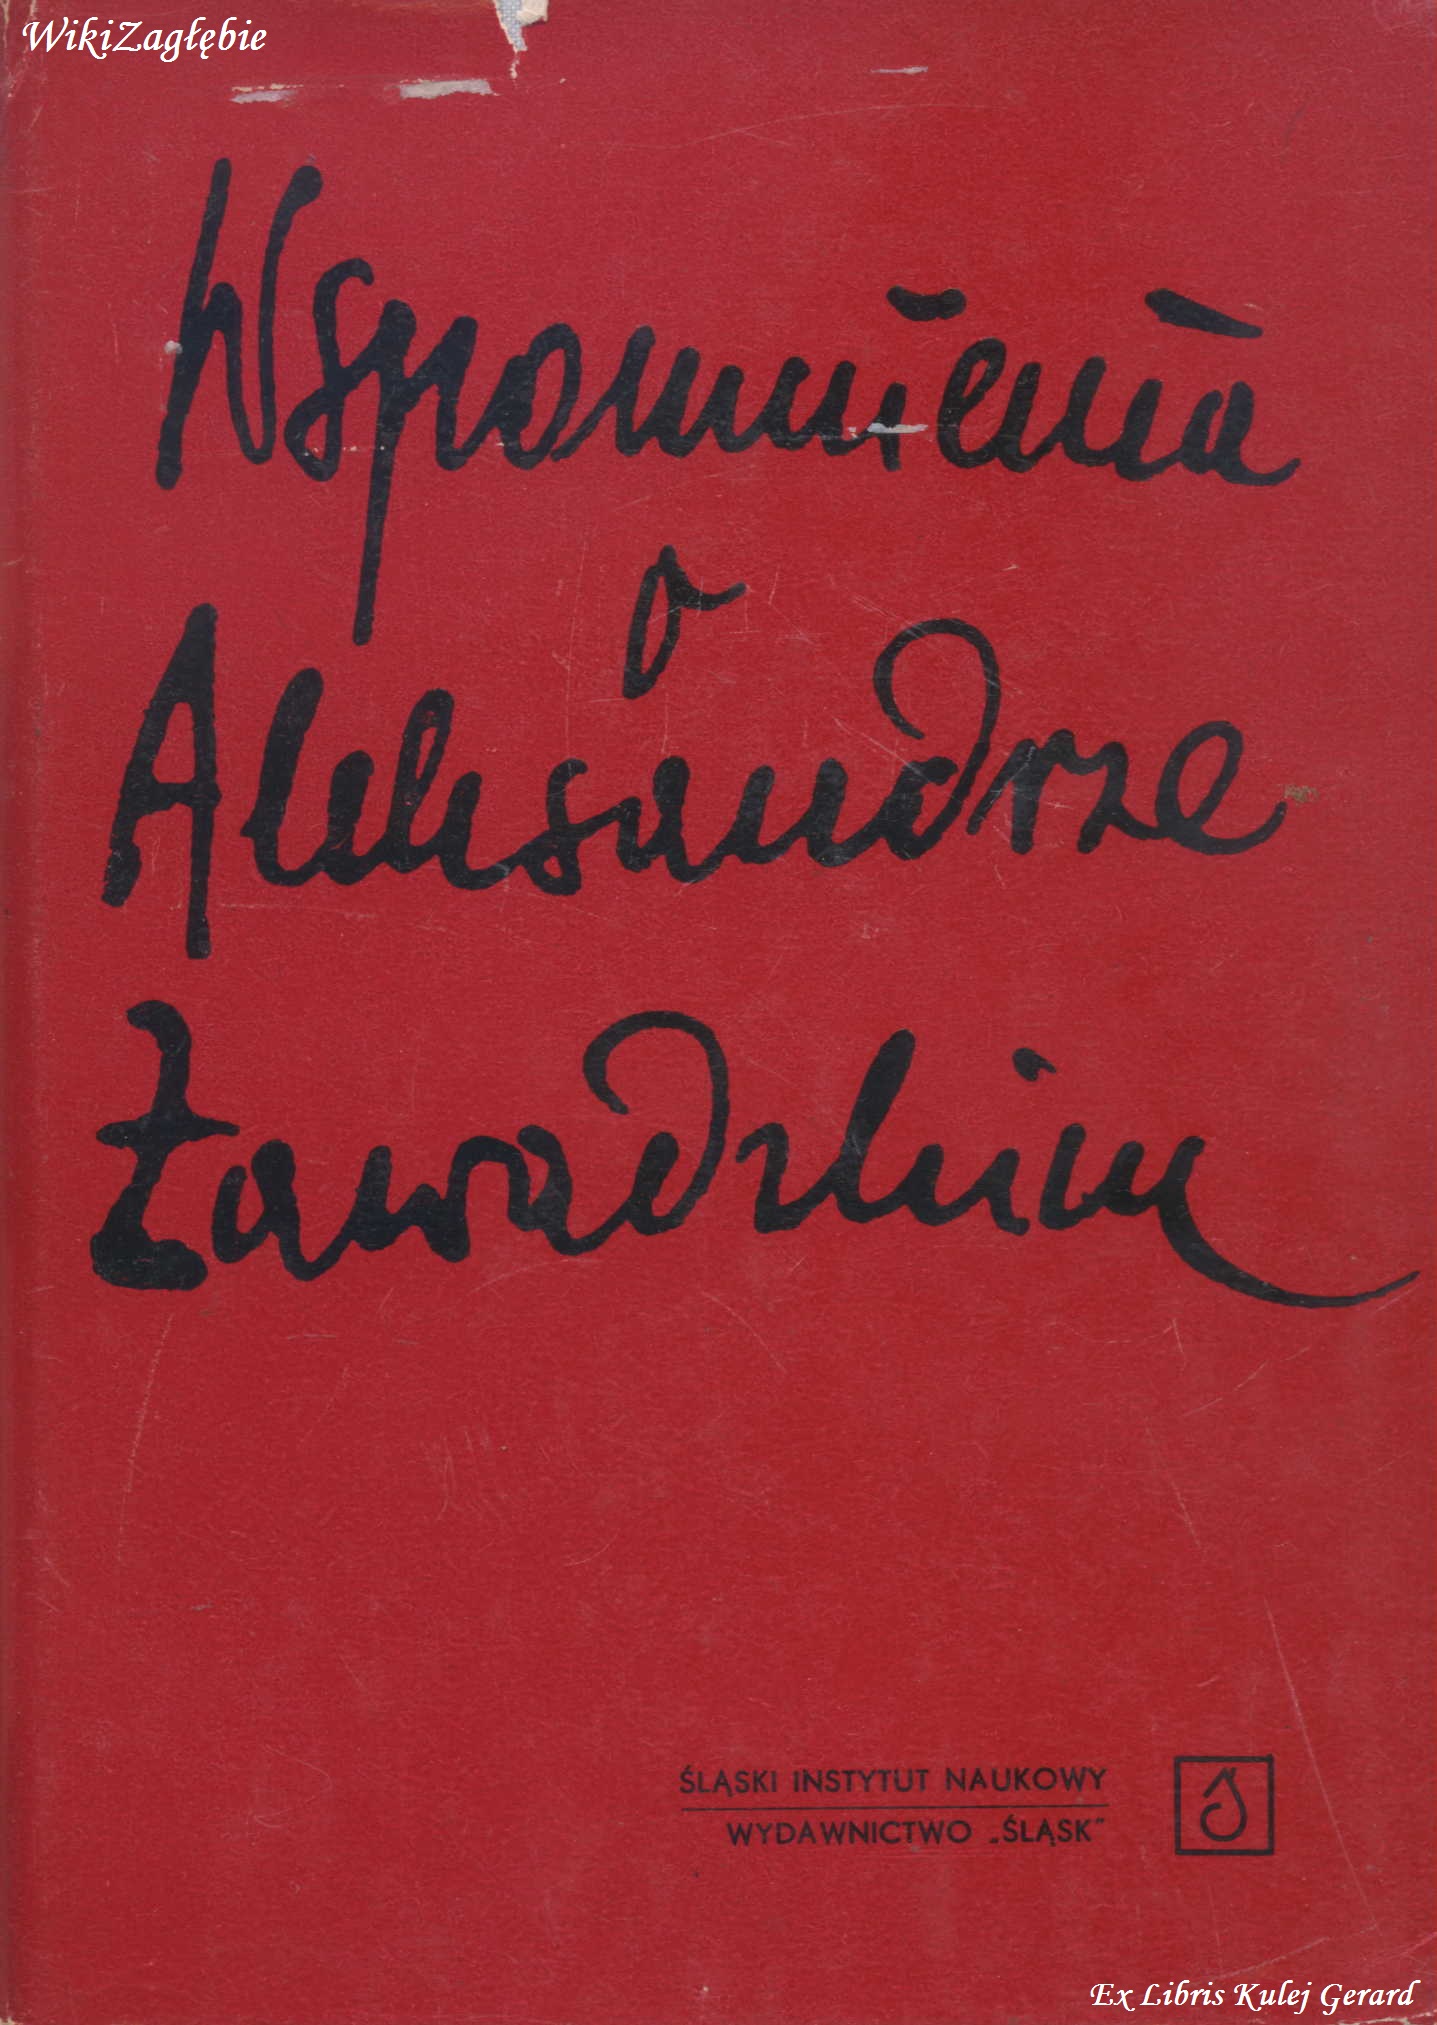 WikiZagłębie
Wspomnienia
o
Aleksandrze
Zawadzkim
ŚLĄSKI INSTYTUT NAUKOWY
WYDAWNICTWO „ŚLĄSK”
Ex Libris Kulej Gerard